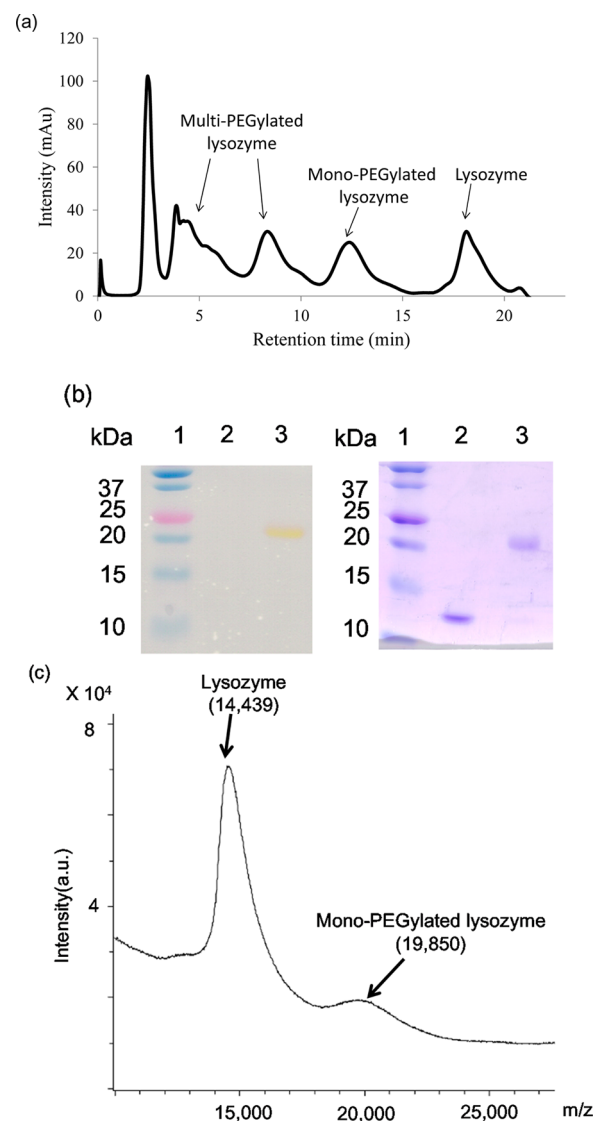 (a)
120
100
80
60
40
20
0
Intensity (mAu)
Multi-PEGylated
lysozyme
Mono-PEGylated
lysozyme
Lysozyme
0 5 10 15 20
Retention time (min)
(b)
kDa 1 2 3
37
25
20
15
10
kDa 1 2 3
37
25
20
15
10
(c)
X 10⁴
8
4
Intensity(a.u.)
Lysozyme
(14,439)
Mono-PEGylated lysozyme
(19,850)
15,000 20,000 25,000 m/z